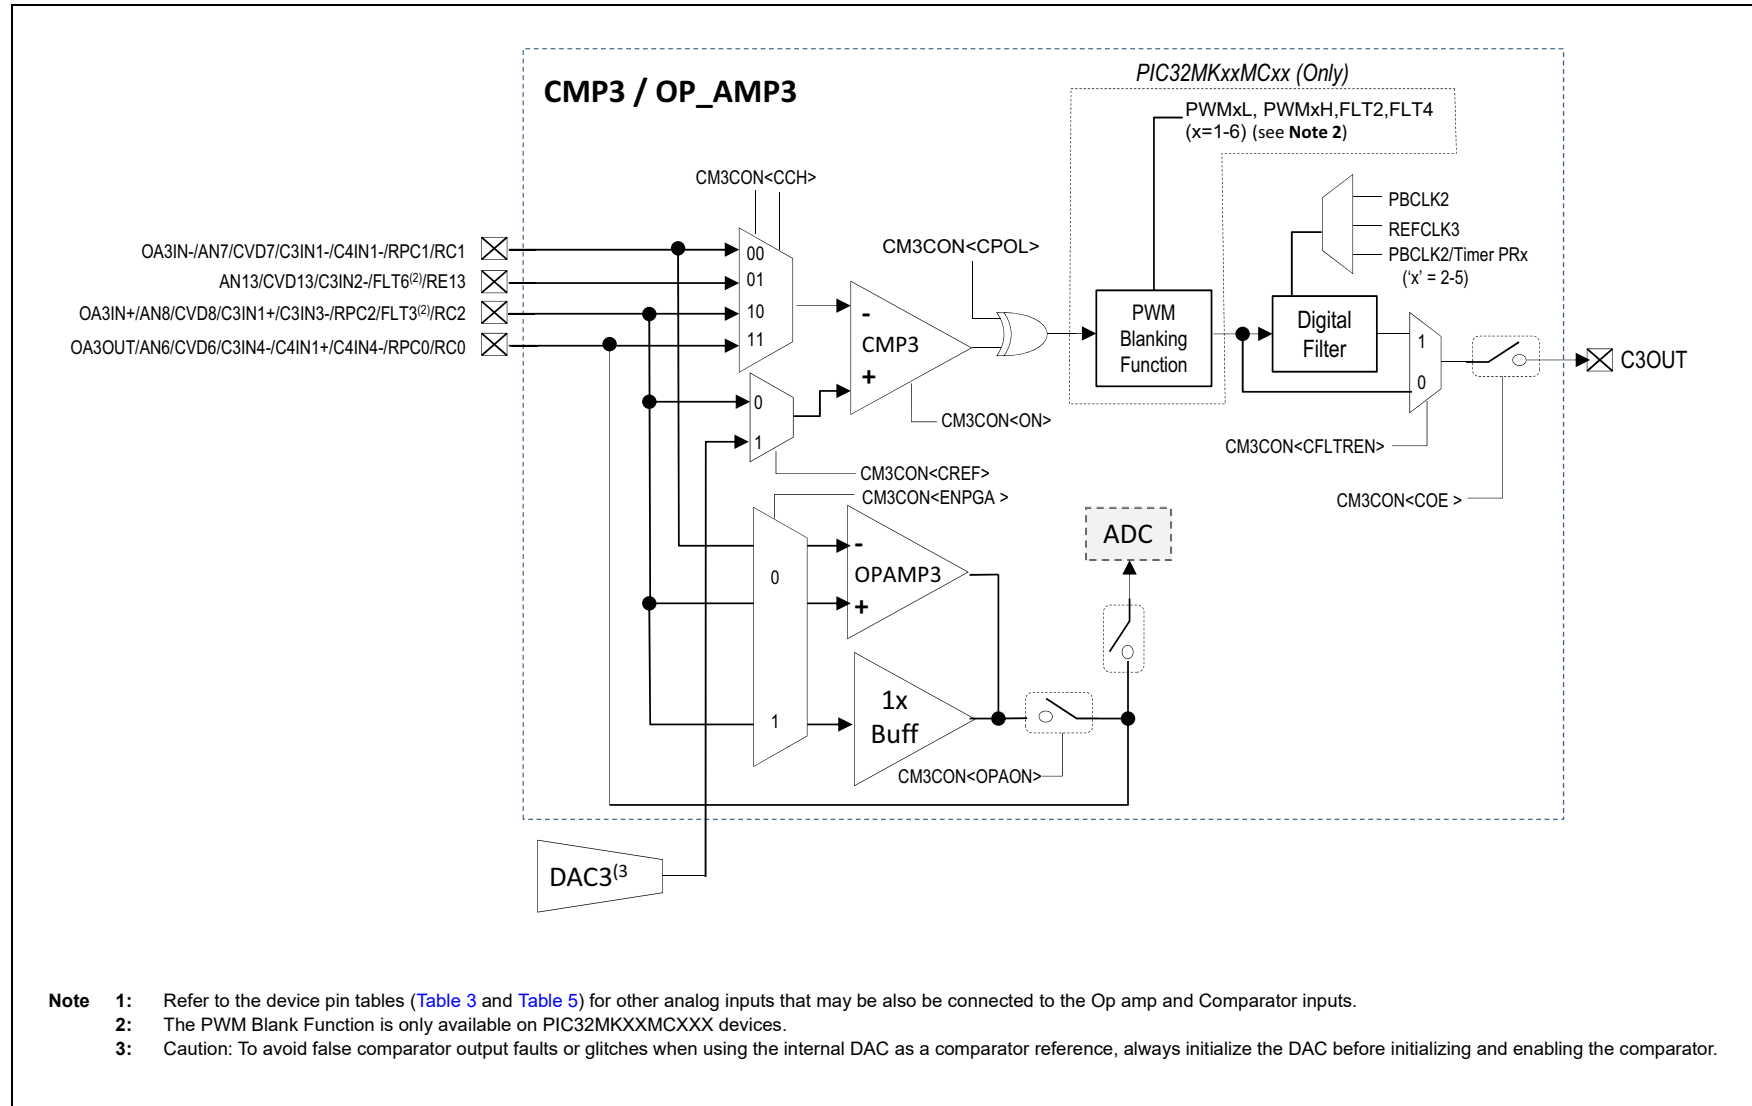 PIC32MKxxMCxx (Only)
CMP3 / OP_AMP3
PWMxL, PWMxH,FLT2,FLT4
(x=1-6) (see Note 2)
CM3CON<CCH>
PBCLK2
REFCLK3
PBCLK2/Timer PRx
('x' = 2-5)
OA3IN-/AN7/CVD7/C3IN1-/C4IN1-/RPC1/RC1
AN13/CVD13/C3IN2-/FLT6(2)/RE13
OA3IN+/AN8/CVD8/C3IN1+/C3IN3-/RPC2/FLT3(2)/RC2
OA3OUT/AN6/CVD6/C3IN4-/C4IN1+/C4IN4-/RPC0/RC0
00
01
10
11
CM3CON<CPOL>
-
CMP3
+
PWM
Blanking
Function
Digital
Filter
1
0
C3OUT
0
1
CM3CON<ON>
CM3CON<CFLTREN>
CM3CON<CREF>
CM3CON<ENPGA >
CM3CON<COE >
ADC
-
OPAMP3
+
0
1
1x
Buff
CM3CON<OPAON>
DAC3(3
Note 1: Refer to the device pin tables (Table 3 and Table 5) for other analog inputs that may be also be connected to the Op amp and Comparator inputs.
2: The PWM Blank Function is only available on PIC32MKXXMCXXX devices.
3: Caution: To avoid false comparator output faults or glitches when using the internal DAC as a comparator reference, always initialize the DAC before initializing and enabling the comparator.